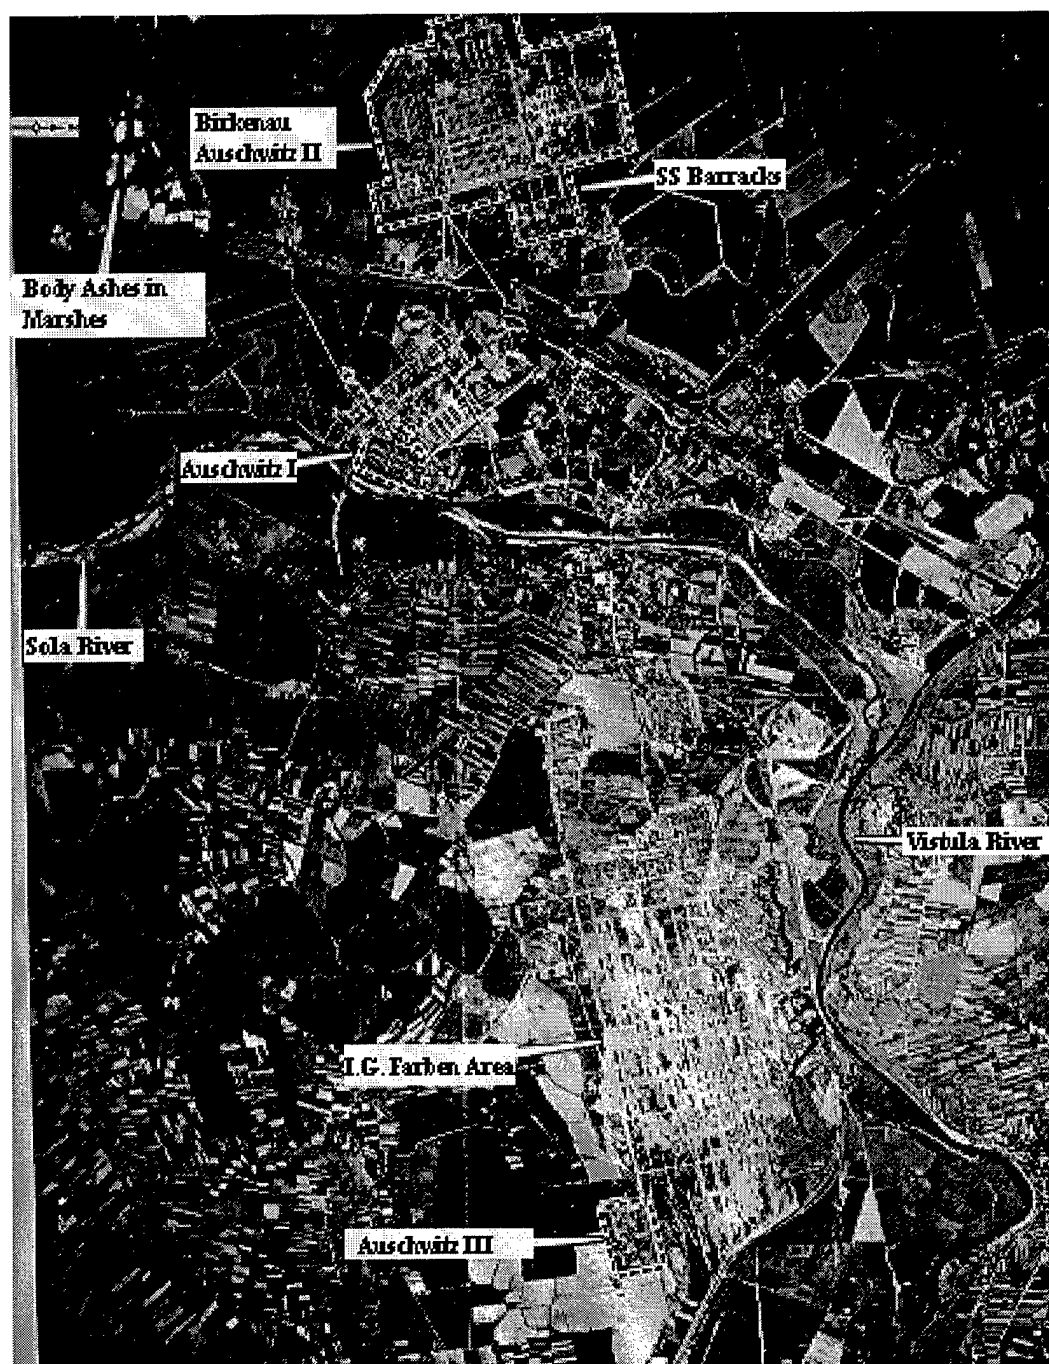 Birkenau
Auschwitz II
SS Barracks
Body Ashes in
Marshes
Auschwitz I
Sola River
Vistula River
I.G. Farben Area
Auschwitz III